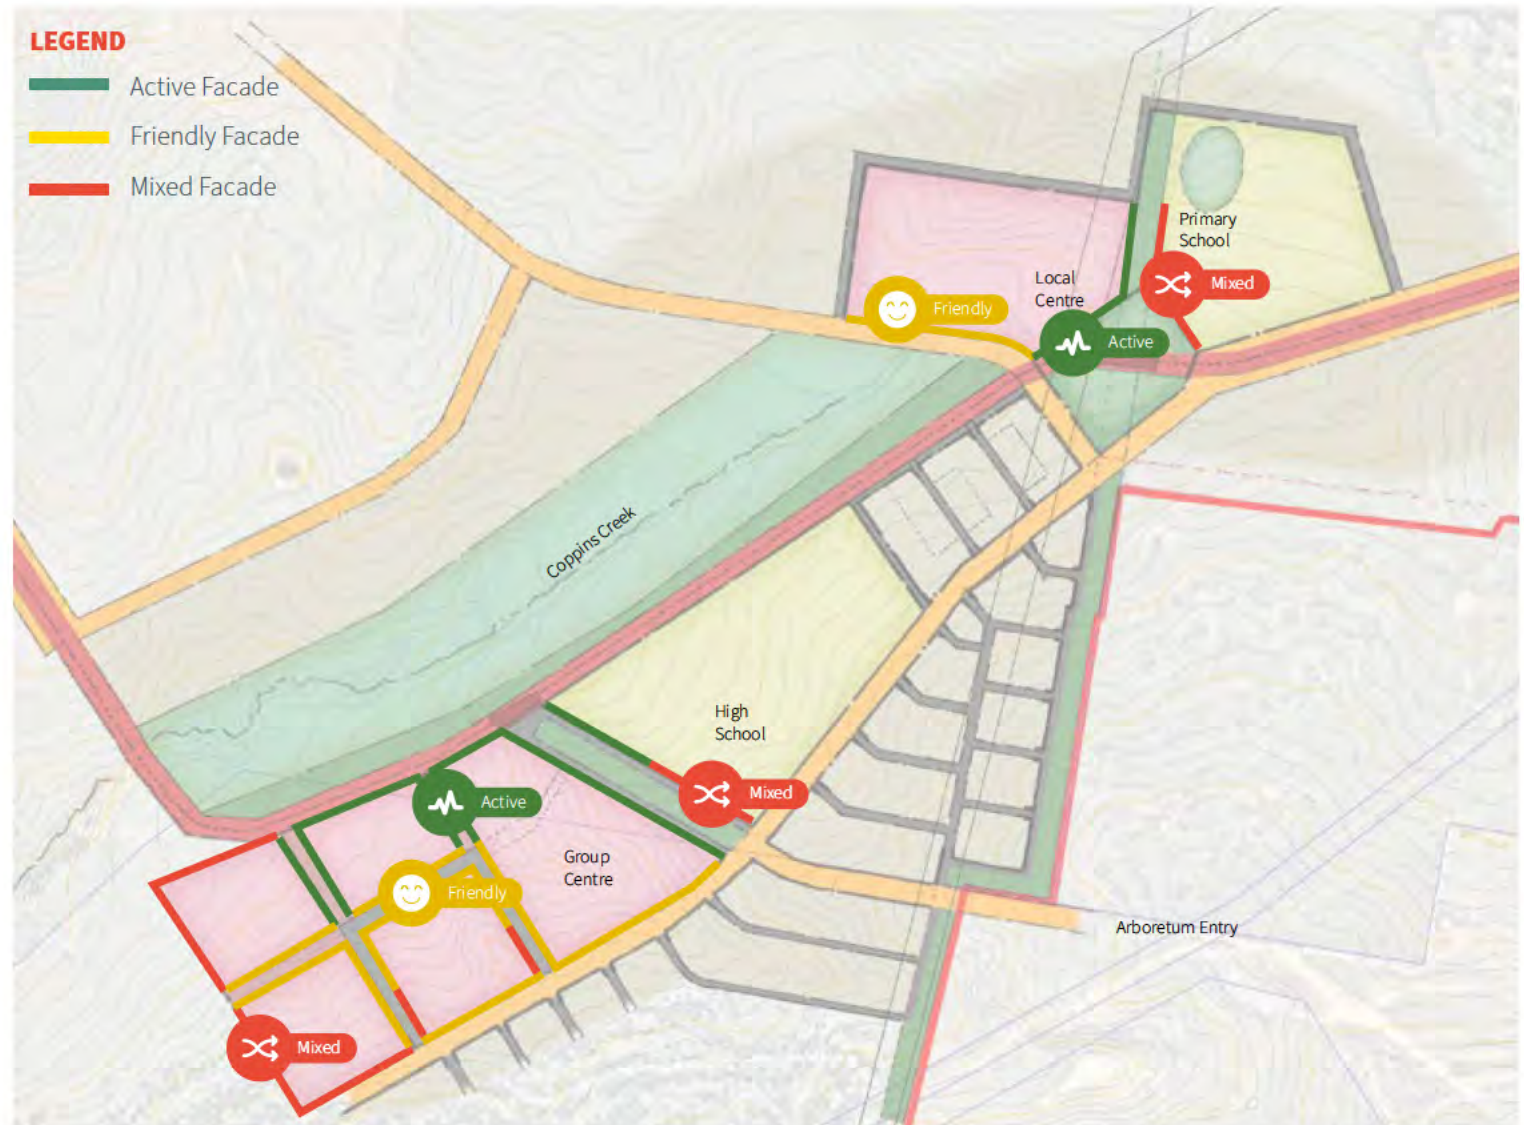 LEGEND
Active Facade
Friendly Facade
Mixed Facade
Primary
School
Mixed
Local
Centre
Friendly
Active
Coppins Creek
High
School
Mixed
Active
Group
Centre
Friendly
Arboretum Entry
Mixed